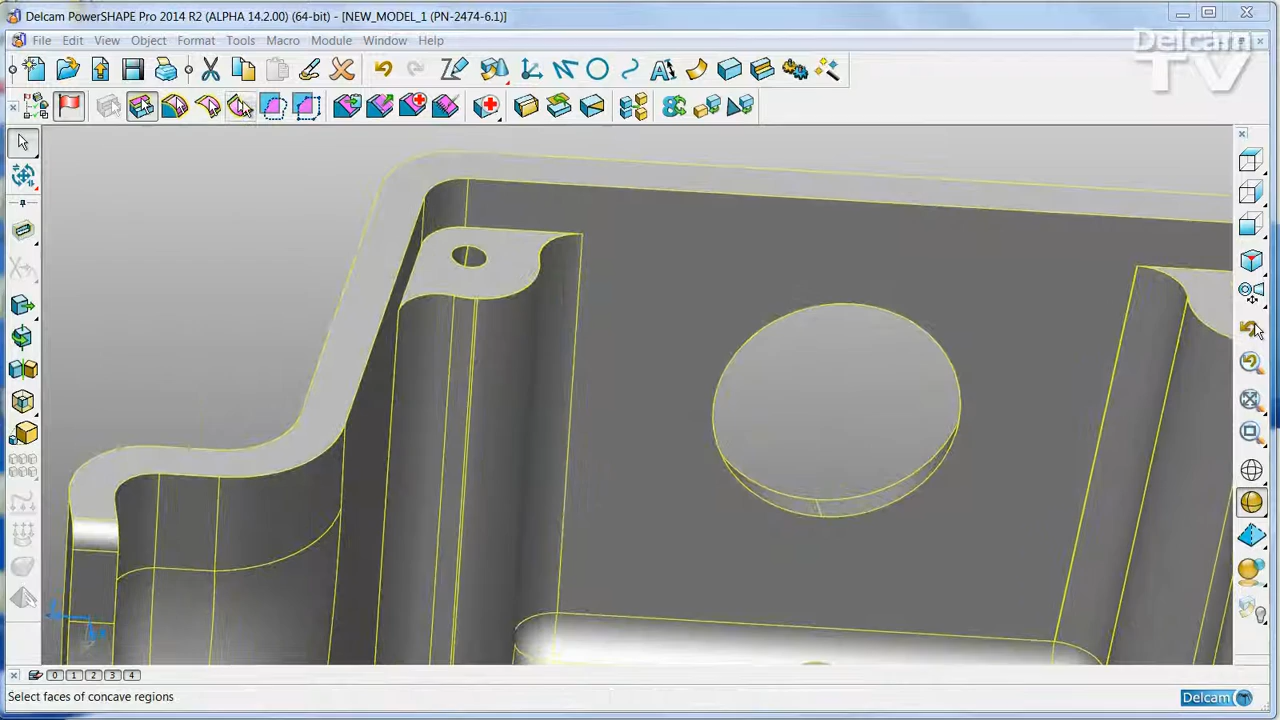 Delcam PowerSHAPE Pro 2014 R2 (ALPHA 14.2.00) (64-bit) - [NEW_MODEL_1 (PN-2474-6.1)]
File Edit View Object Format Tools Macro Module Window Help
Delcam
TV
0 1 2 3
Select faces of concave regions
Delcam